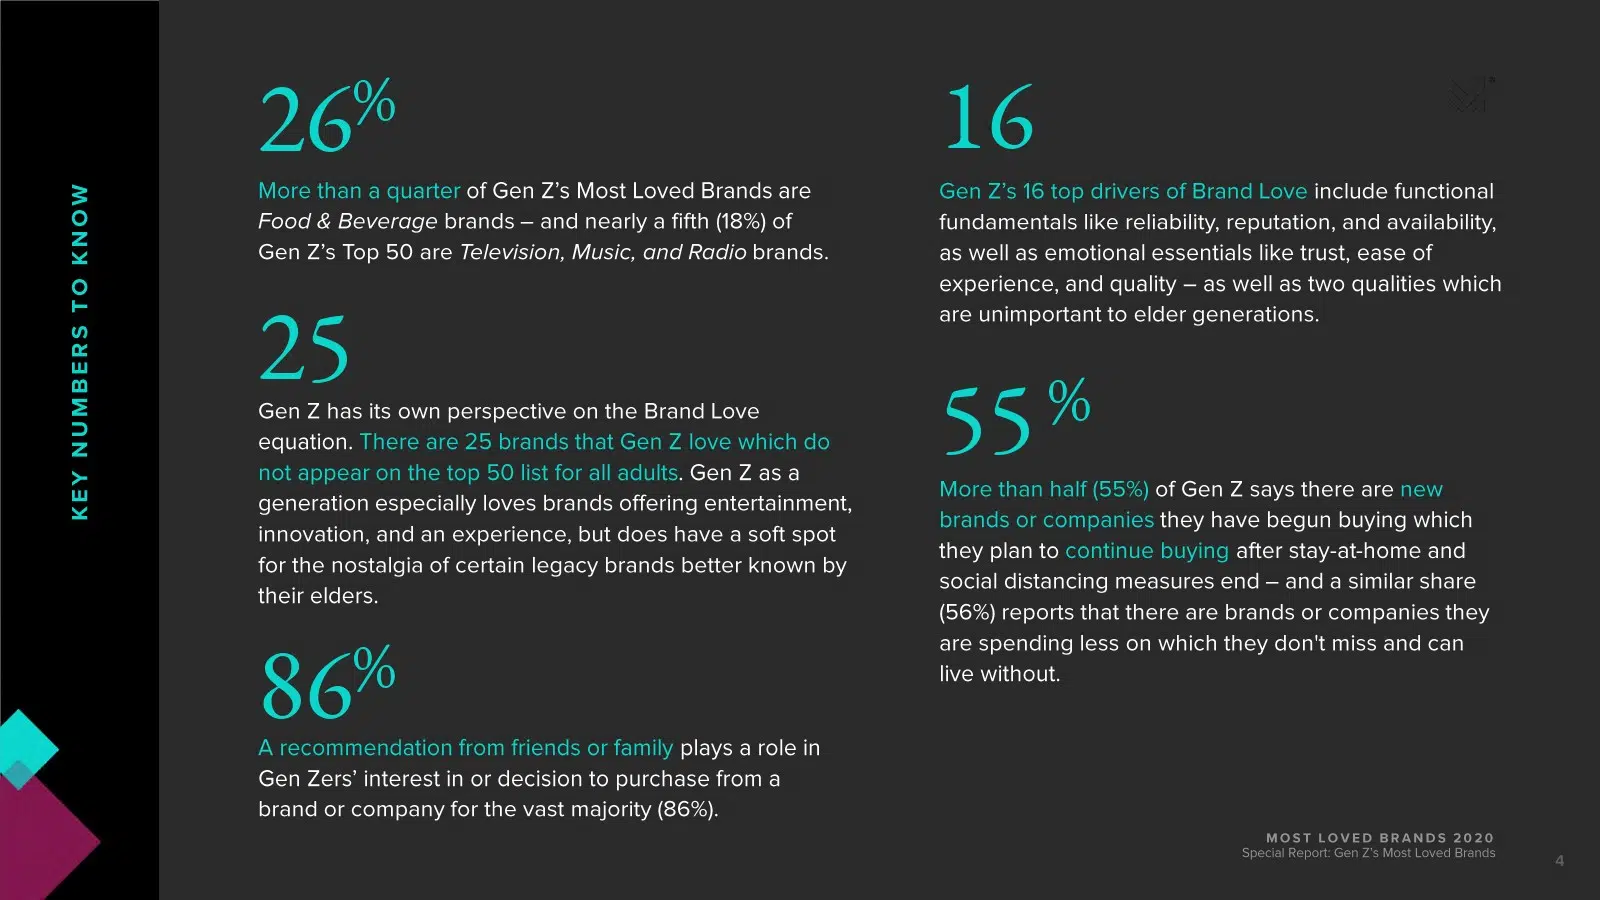 KEY NUMBERS TO KNOW
26%
More than a quarter of Gen Z’s Most Loved Brands are
Food & Beverage brands – and nearly a fifth (18%) of
Gen Z’s Top 50 are Television, Music, and Radio brands.
25
Gen Z has its own perspective on the Brand Love
equation. There are 25 brands that Gen Z love which do
not appear on the top 50 list for all adults. Gen Z as a
generation especially loves brands offering entertainment,
innovation, and an experience, but does have a soft spot
for the nostalgia of certain legacy brands better known by
their elders.
86%
A recommendation from friends or family plays a role in
Gen Zers’ interest in or decision to purchase from a
brand or company for the vast majority (86%).
16
Gen Z’s 16 top drivers of Brand Love include functional
fundamentals like reliability, reputation, and availability,
as well as emotional essentials like trust, ease of
experience, and quality – as well as two qualities which
are unimportant to elder generations.
55 %
More than half (55%) of Gen Z says there are new
brands or companies they have begun buying which
they plan to continue buying after stay-at-home and
social distancing measures end – and a similar share
(56%) reports that there are brands or companies they
are spending less on which they don't miss and can
live without.
MOST LOVED BRANDS 2020
Special Report: Gen Z’s Most Loved Brands
4